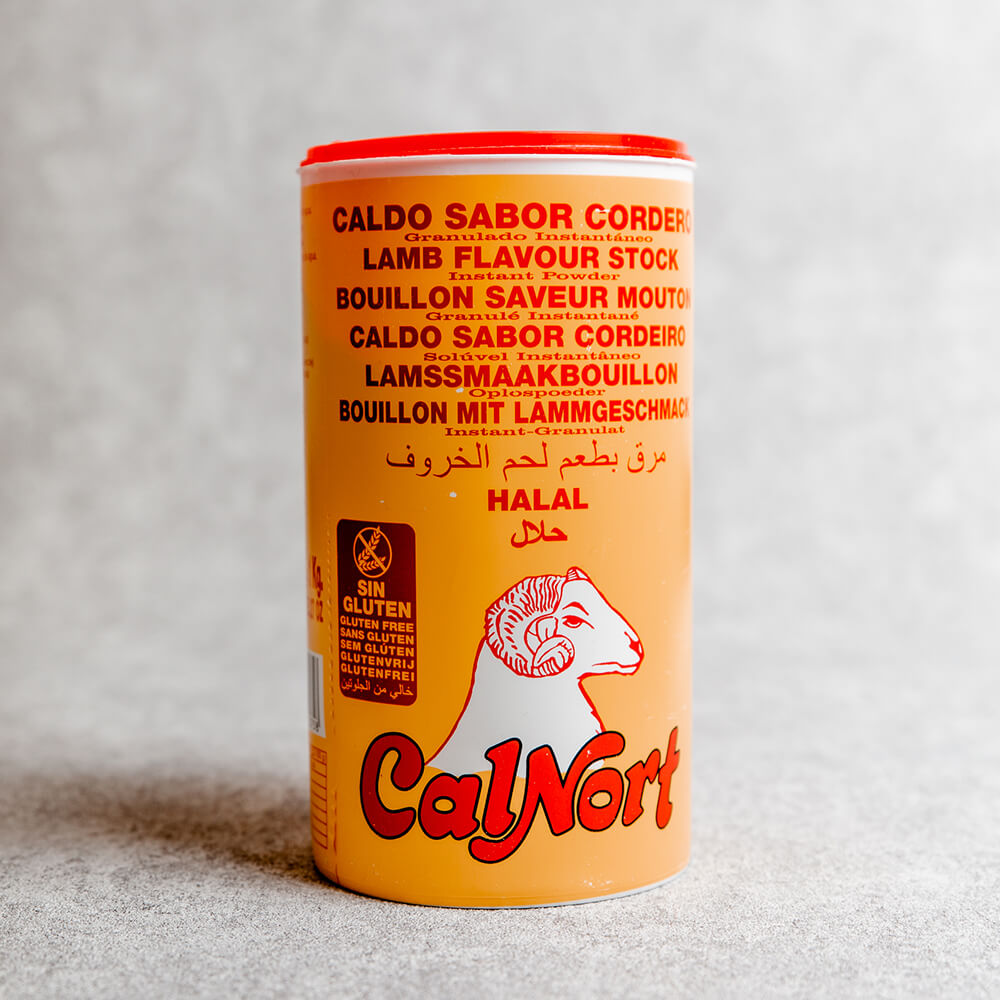 CALDO SABOR CORDERO
Granulado Instantáneo
LAMB FLAVOUR STOCK
Instant Powder
BOUILLON SAVEUR MOUTON
Granulé Instantané
CALDO SABOR CORDEIRO
Solúvel Instantâneo
LAMSSMAAKBOUILLON
Oplospoeder
BOUILLON MIT LAMMGESCHMACK
Instant-Granulat
مرق بطعم لحم الخروف
HALAL
حلال
Kg.
OZ
SIN
GLUTEN
GLUTEN FREE
SANS GLUTEN
SEM GLÚTEN
GLUTENVRIJ
GLUTENFREI
خالي من الجلوتين
CalNort